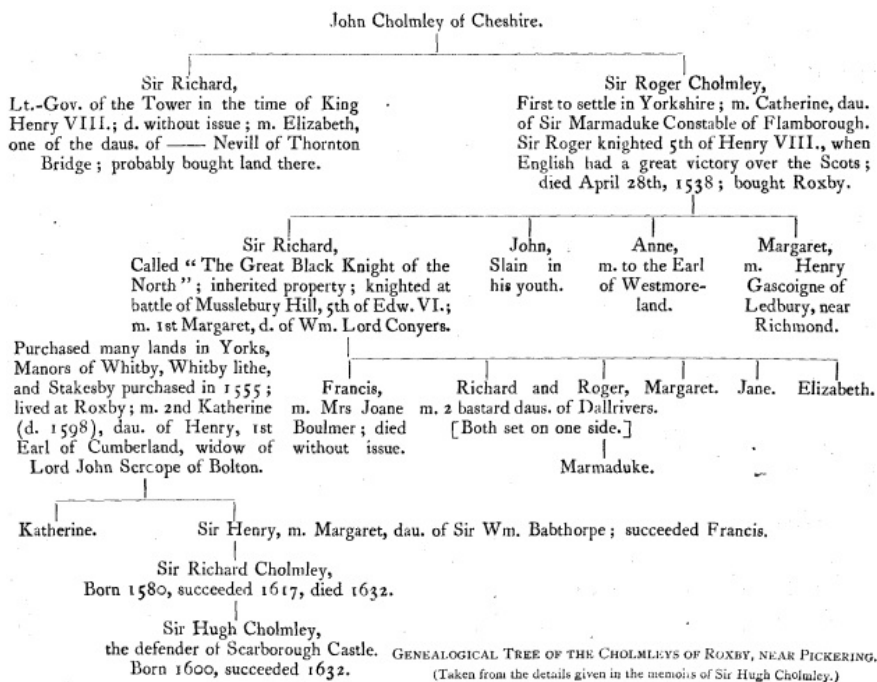 John Cholmley of Cheshire.
Sir Richard,
Lt.-Gov. of the Tower in the time of King
Henry VIII.; d. without issue; m. Elizabeth,
one of the daus. of —— Nevill of Thornton
Bridge; probably bought land there.
Sir Roger Cholmley,
First to settle in Yorkshire; m. Catherine, dau.
of Sir Marmaduke Constable of Flamborough.
Sir Roger knighted 5th of Henry VIII., when
English had a great victory over the Scots;
died April 28th, 1538; bought Roxby.
Sir Richard,
Called "The Great Black Knight of the
North"; inherited property; knighted at
battle of Musslebury Hill, 5th of Edw. VI.;
m. 1st Margaret, d. of Wm. Lord Conyers.
John,
Slain in
his youth.
Anne,
m. to the Earl
of Westmore-
land.
Margaret,
m. Henry
Gascoigne of
Ledbury, near
Richmond.
Purchased many lands in Yorks,
Manors of Whitby, Whitby lithe,
and Stakesby purchased in 1555;
lived at Roxby; m. 2nd Katherine
(d. 1598), dau. of Henry, 1st
Earl of Cumberland, widow of
Lord John Sercope of Bolton.
Francis,
m. Mrs Joane
Boulmer; died
without issue.
Richard and Roger,
m. 2 bastard daus. of Dallrivers.
[Both set on one side.]
Marmaduke.
Margaret.
Jane.
Elizabeth.
Katherine.
Sir Henry, m. Margaret, dau. of Sir Wm. Babthorpe; succeeded Francis.
Sir Richard Cholmley,
Born 1580, succeeded 1617, died 1632.
Sir Hugh Cholmley,
the defender of Scarborough Castle.
Born 1600, succeeded 1632.
GENEALOGICAL TREE OF THE CHOLMLEYS OF ROXBY, NEAR PICKERING.
(Taken from the details given in the memoirs of Sir Hugh Cholmley.)